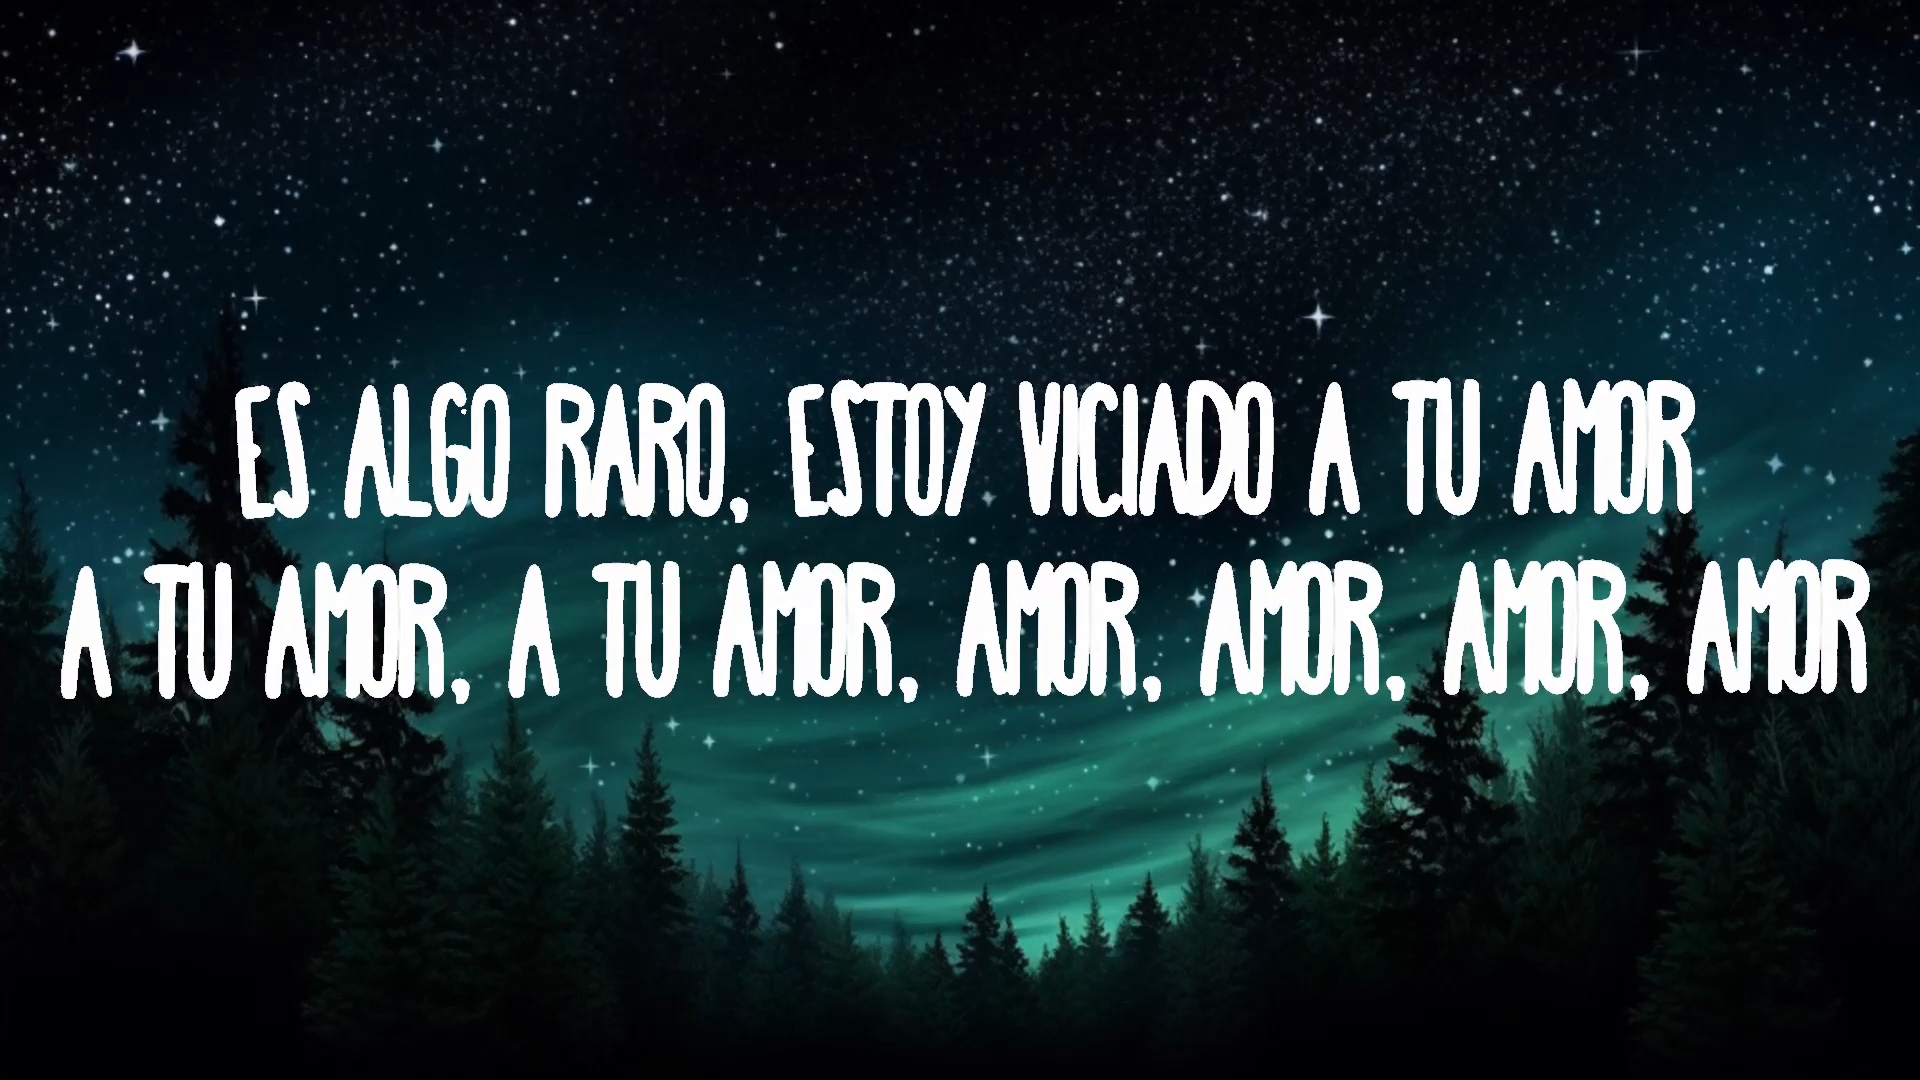 ES ALGO RARO, ESTOY VICIADO A TU AMOR
A TU AMOR, A TU AMOR, AMOR, AMOR, AMOR, AMOR